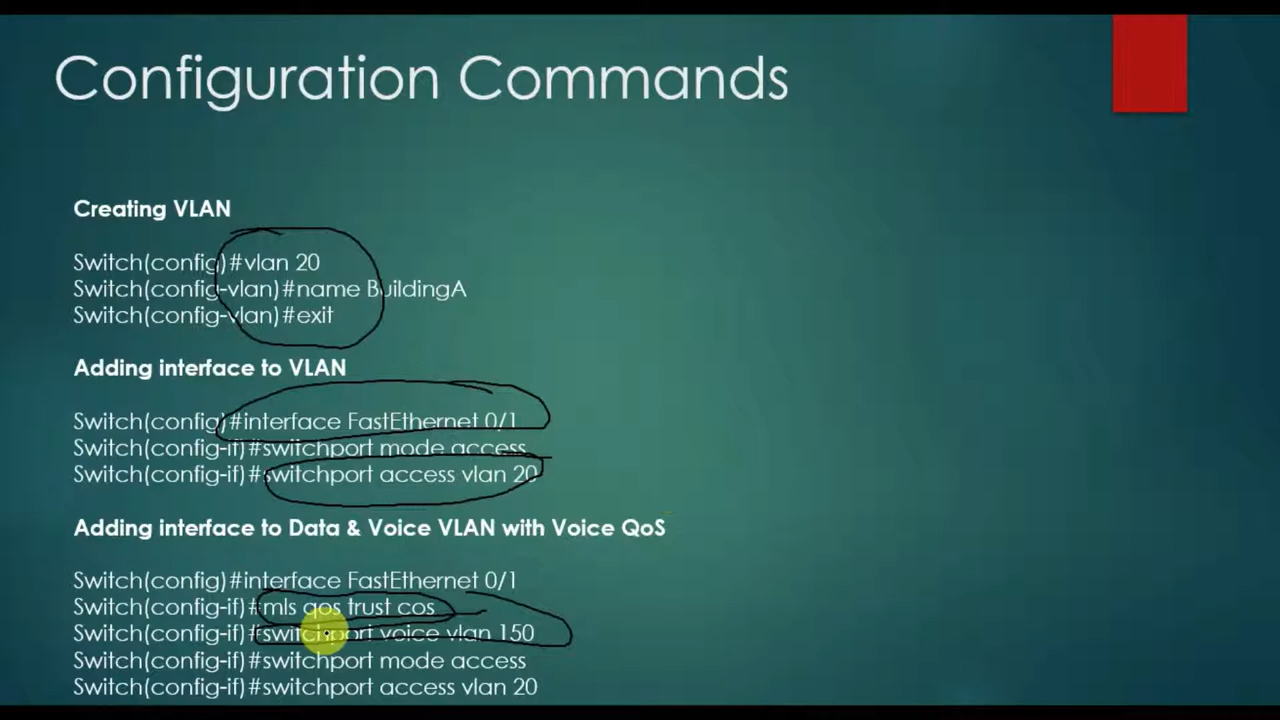 Configuration Commands
Creating VLAN
Switch(config)#vlan 20
Switch(config-vlan)#name BuildingA
Switch(config-vlan)#exit
Adding interface to VLAN
Switch(config)#interface FastEthernet 0/1
Switch(config-if)#switchport mode access
Switch(config-if)#switchport access vlan 20
Adding interface to Data & Voice VLAN with Voice QoS
Switch(config)#interface FastEthernet 0/1
Switch(config-if)#mls qos trust cos
Switch(config-if)#switchport voice vlan 150
Switch(config-if)#switchport mode access
Switch(config-if)#switchport access vlan 20